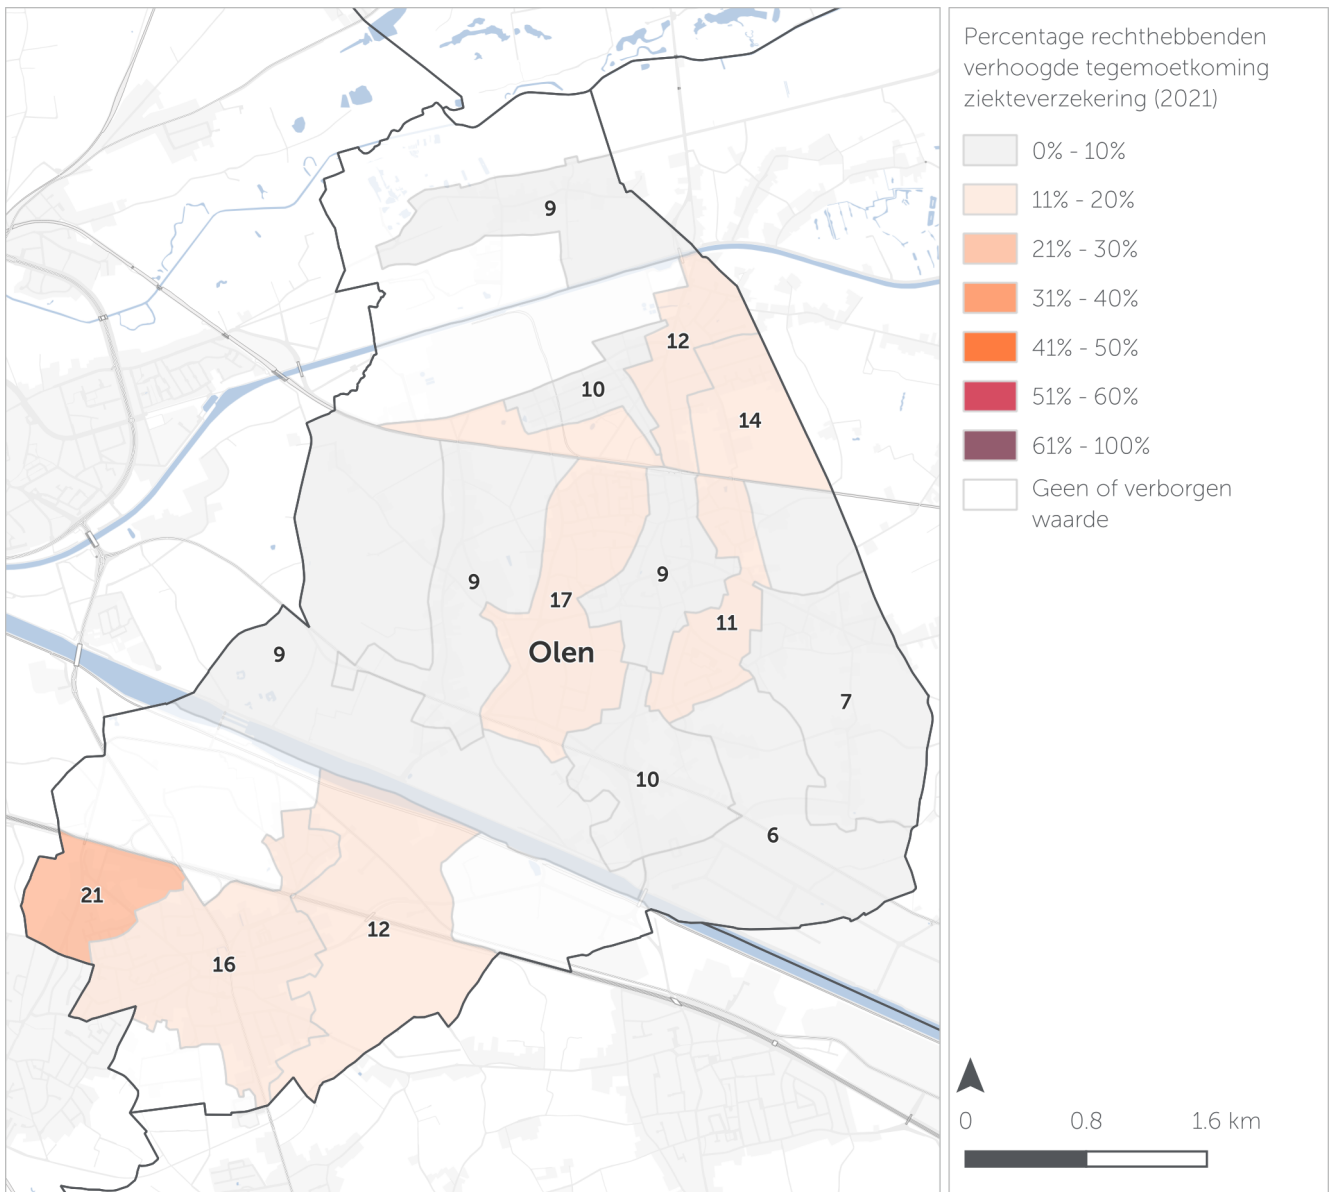 9
12
10
14
9
17
9
11
Olen
9
7
10
6
21
12
16
Percentage rechthebbenden
verhoogde tegemoetkoming
ziekteverzekering (2021)
0% - 10%
11% - 20%
21% - 30%
31% - 40%
41% - 50%
51% - 60%
61% - 100%
Geen of verborgen
waarde
0 0.8 1.6 km